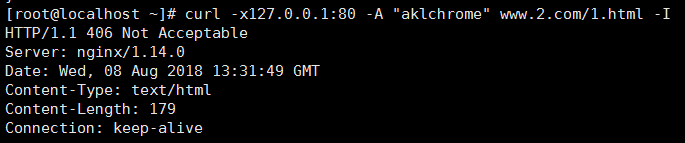 [root@localhost ~]# curl -x127.0.0.1:80 -A "aklchrome" www.2.com/1.html -I
HTTP/1.1 406 Not Acceptable
Server: nginx/1.14.0
Date: Wed, 08 Aug 2018 13:31:49 GMT
Content-Type: text/html
Content-Length: 179
Connection: keep-alive